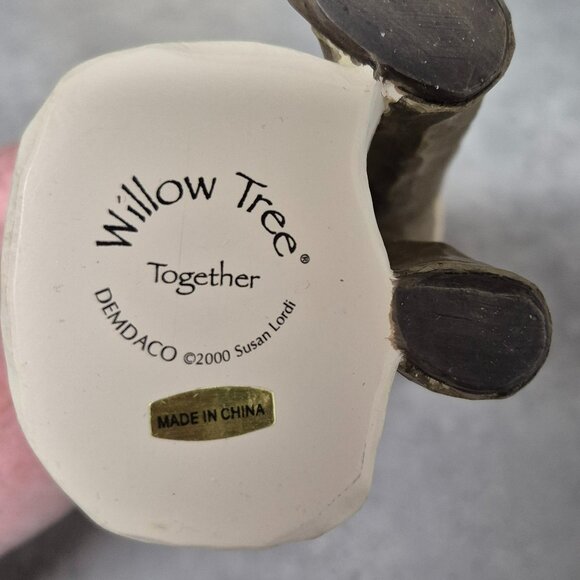 Willow Tree®
Together
DEMDACO ©2000 Susan Lordi
MADE IN CHINA